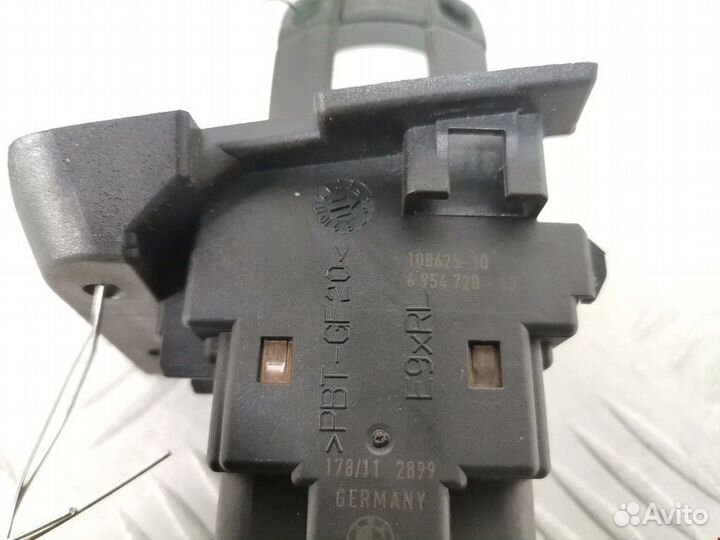 108625-10
6 954 720 - 13
>PBT-GF20<
E9xRL
178/11 2899
GERMANY
Avito